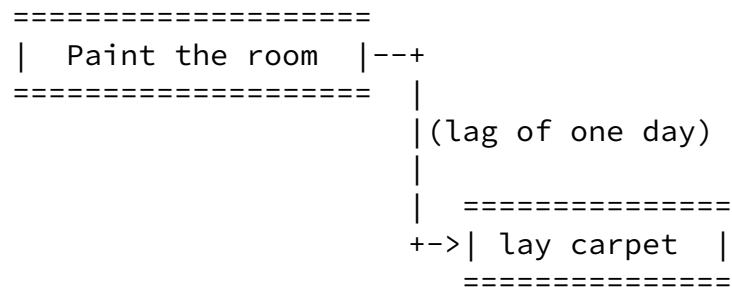 Paint the room
(lag of one day)
lay carpet